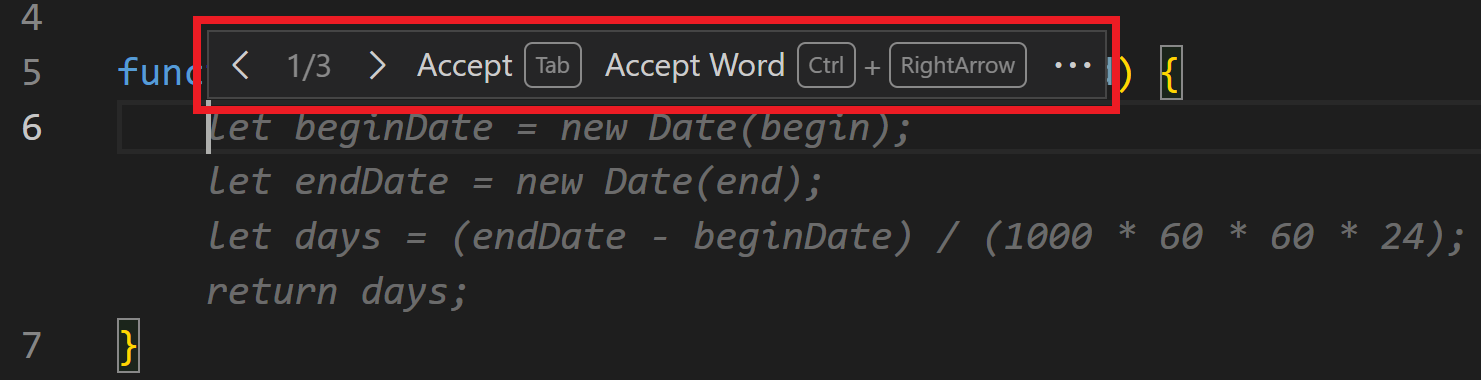 4
5 func 1/3 Accept Tab Accept Word Ctrl + RightArrow ... ) {
6 let beginDate = new Date(begin);
let endDate = new Date(end);
let days = (endDate - beginDate) / (1000 * 60 * 60 * 24);
return days;
7 }